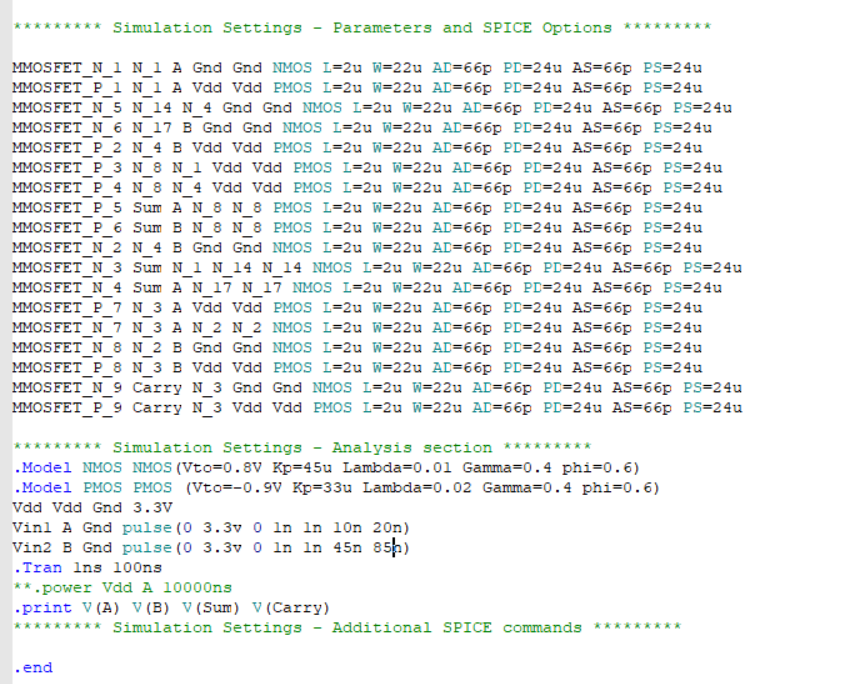 ********* Simulation Settings - Parameters and SPICE Options *********
MMOSFET_N_1 N_1 A Gnd Gnd NMOS L=2u W=22u AD=66p PD=24u AS=66p PS=24u
MMOSFET_P_1 N_1 A Vdd Vdd PMOS L=2u W=22u AD=66p PD=24u AS=66p PS=24u
MMOSFET_N_5 N_14 N_4 Gnd Gnd NMOS L=2u W=22u AD=66p PD=24u AS=66p PS=24u
MMOSFET_N_6 N_17 B Gnd Gnd NMOS L=2u W=22u AD=66p PD=24u AS=66p PS=24u
MMOSFET_P_2 N_4 B Vdd Vdd PMOS L=2u W=22u AD=66p PD=24u AS=66p PS=24u
MMOSFET_P_3 N_8 N_1 Vdd Vdd PMOS L=2u W=22u AD=66p PD=24u AS=66p PS=24u
MMOSFET_P_4 N_8 N_4 Vdd Vdd PMOS L=2u W=22u AD=66p PD=24u AS=66p PS=24u
MMOSFET_P_5 Sum A N_8 N_8 PMOS L=2u W=22u AD=66p PD=24u AS=66p PS=24u
MMOSFET_P_6 Sum B N_8 N_8 PMOS L=2u W=22u AD=66p PD=24u AS=66p PS=24u
MMOSFET_N_2 N_4 B Gnd Gnd NMOS L=2u W=22u AD=66p PD=24u AS=66p PS=24u
MMOSFET_N_3 Sum N_1 N_14 N_14 NMOS L=2u W=22u AD=66p PD=24u AS=66p PS=24u
MMOSFET_N_4 Sum A N_17 N_17 NMOS L=2u W=22u AD=66p PD=24u AS=66p PS=24u
MMOSFET_P_7 N_3 A Vdd Vdd PMOS L=2u W=22u AD=66p PD=24u AS=66p PS=24u
MMOSFET_N_7 N_3 A N_2 N_2 NMOS L=2u W=22u AD=66p PD=24u AS=66p PS=24u
MMOSFET_N_8 N_2 B Gnd Gnd NMOS L=2u W=22u AD=66p PD=24u AS=66p PS=24u
MMOSFET_P_8 N_3 B Vdd Vdd PMOS L=2u W=22u AD=66p PD=24u AS=66p PS=24u
MMOSFET_N_9 Carry N_3 Gnd Gnd NMOS L=2u W=22u AD=66p PD=24u AS=66p PS=24u
MMOSFET_P_9 Carry N_3 Vdd Vdd PMOS L=2u W=22u AD=66p PD=24u AS=66p PS=24u
********* Simulation Settings - Analysis section *********
.Model NMOS NMOS(Vto=0.8V Kp=45u Lambda=0.01 Gamma=0.4 phi=0.6)
.Model PMOS PMOS (Vto=-0.9V Kp=33u Lambda=0.02 Gamma=0.4 phi=0.6)
Vdd Vdd Gnd 3.3V
Vin1 A Gnd pulse(0 3.3v 0 1n 1n 10n 20n)
Vin2 B Gnd pulse(0 3.3v 0 1n 1n 45n 85n)
.Tran 1ns 100ns
**.power Vdd A 10000ns
.print V(A) V(B) V(Sum) V(Carry)
********* Simulation Settings - Additional SPICE commands *********
.end